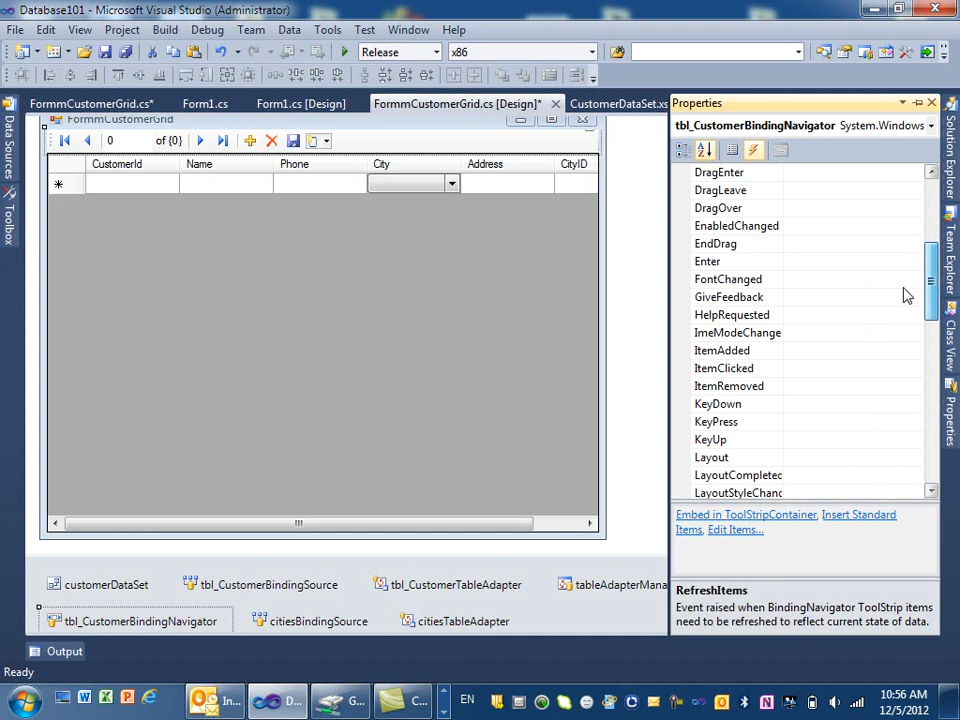 Database101 - Microsoft Visual Studio (Administrator)
File Edit View Project Build Debug Team Data Tools Test Window Help
Release x86
FormmCustomerGrid.cs* Form1.cs Form1.cs [Design] FormmCustomerGrid.cs [Design]* CustomerDataSet.xs
Properties
FormmCustomerGrid
tbl_CustomerBindingNavigator System.Windows
0 of {0}
CustomerId Name Phone City Address CityID
DragEnter
DragLeave
DragOver
EnabledChanged
EndDrag
Enter
FontChanged
GiveFeedback
HelpRequested
ImeModeChange
ItemAdded
ItemClicked
ItemRemoved
KeyDown
KeyPress
KeyUp
Layout
LayoutCompleted
LayoutStyleChanc
Embed in ToolStripContainer, Insert Standard
Items, Edit Items...
RefreshItems
Event raised when BindingNavigator ToolStrip items
need to be refreshed to reflect current state of data.
customerDataSet tbl_CustomerBindingSource tbl_CustomerTableAdapter tableAdapterMana
tbl_CustomerBindingNavigator citiesBindingSource citiesTableAdapter
Data Sources
Toolbox
Solution Explorer
Team Explorer
Class View
Properties
Output
Ready
In... D... G... C... EN
10:56 AM
12/5/2012